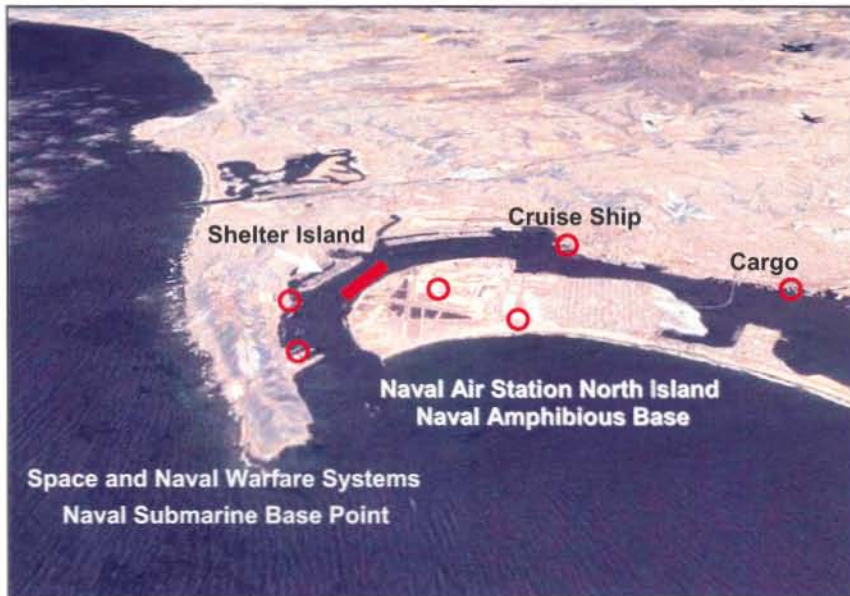 Cruise Ship
Shelter Island
Cargo
Naval Air Station North Island
Naval Amphibious Base
Space and Naval Warfare Systems
Naval Submarine Base Point